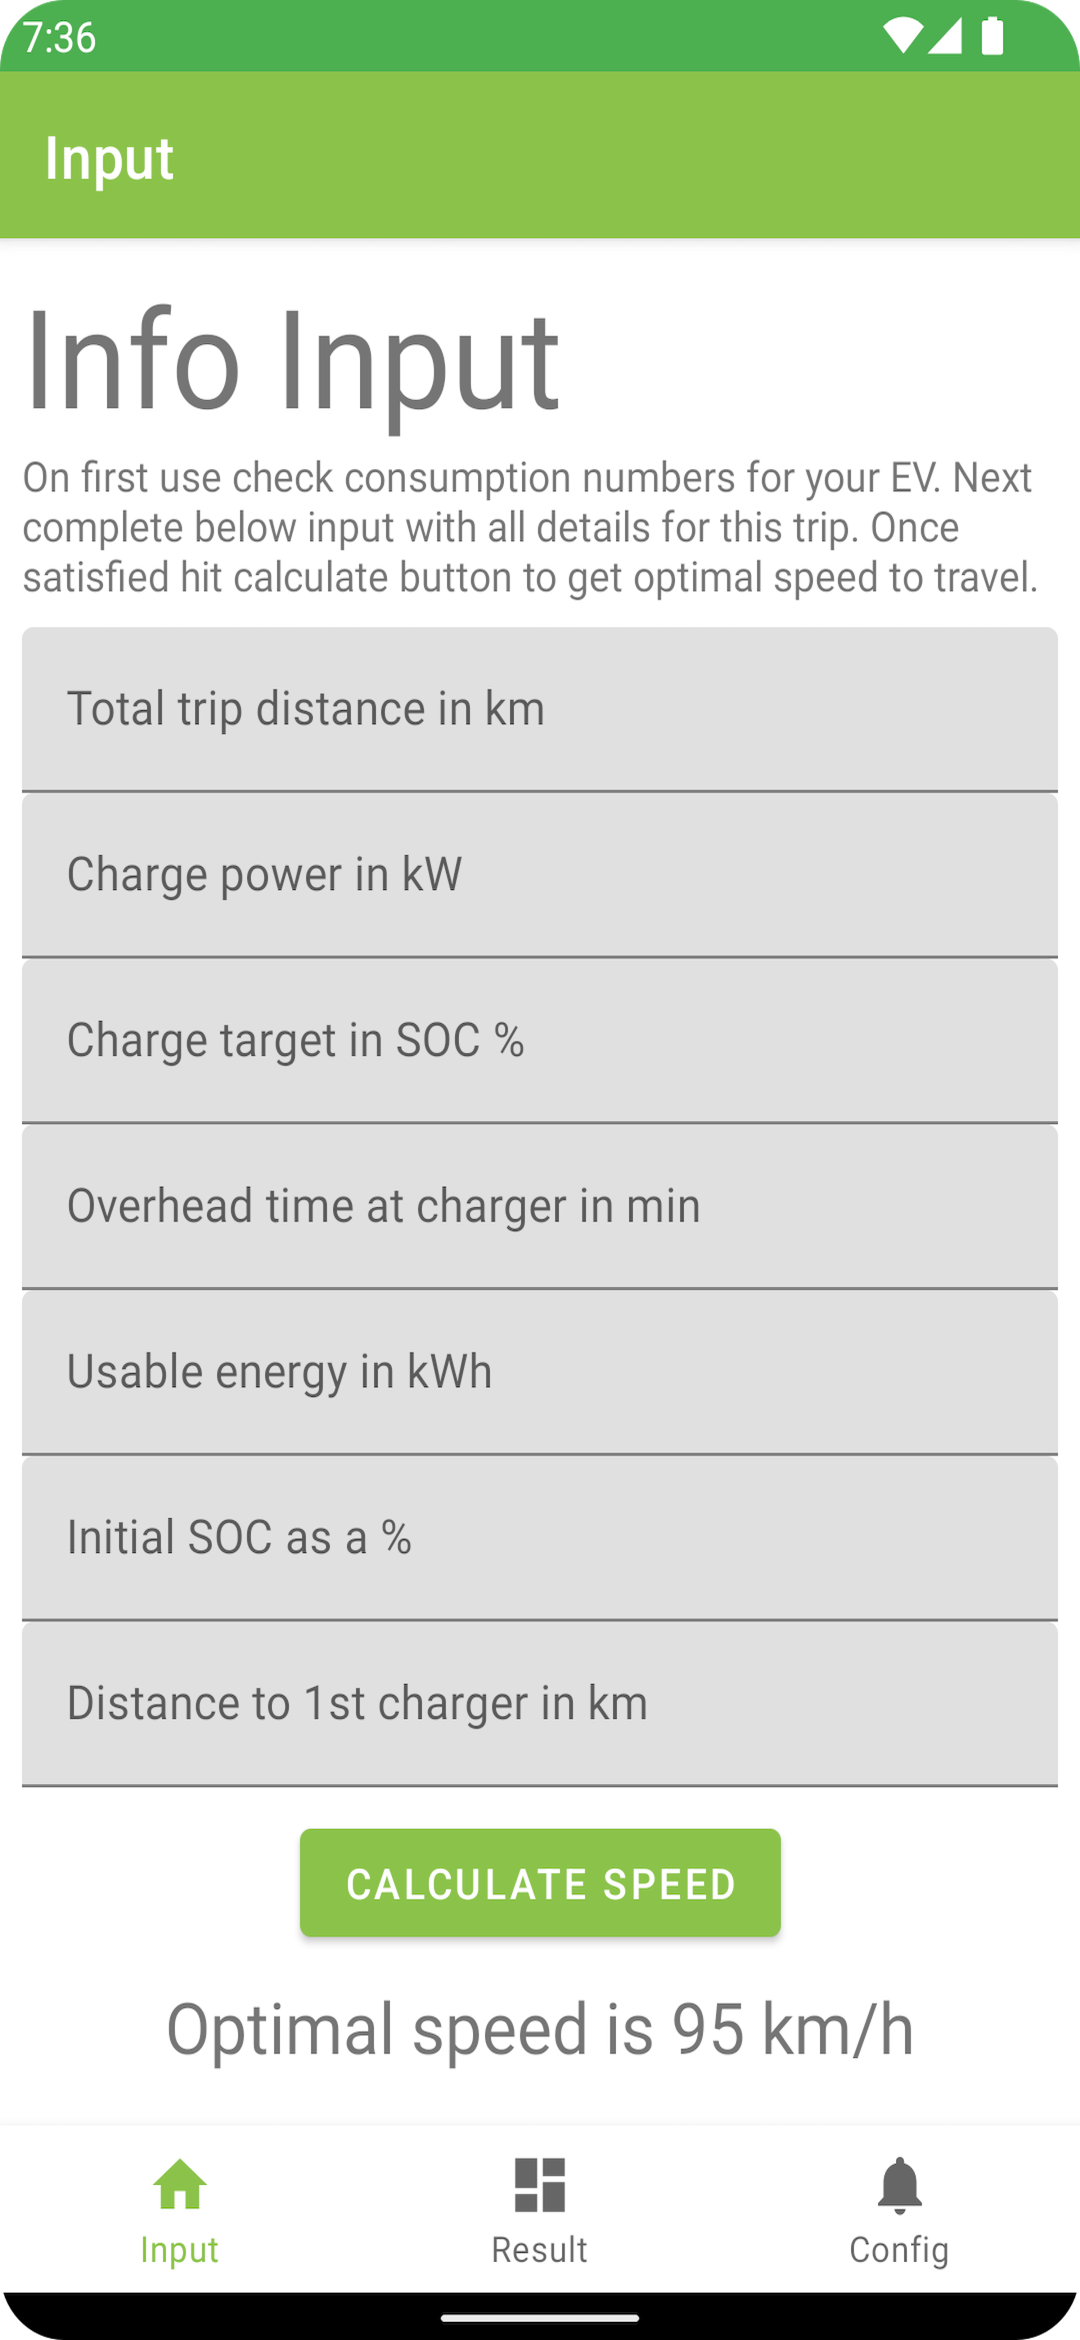 7:36
Input
Info Input
On first use check consumption numbers for your EV. Next
complete below input with all details for this trip. Once
satisfied hit calculate button to get optimal speed to travel.
Total trip distance in km
Charge power in kW
Charge target in SOC %
Overhead time at charger in min
Usable energy in kWh
Initial SOC as a %
Distance to 1st charger in km
CALCULATE SPEED
Optimal speed is 95 km/h
Input
Result
Config